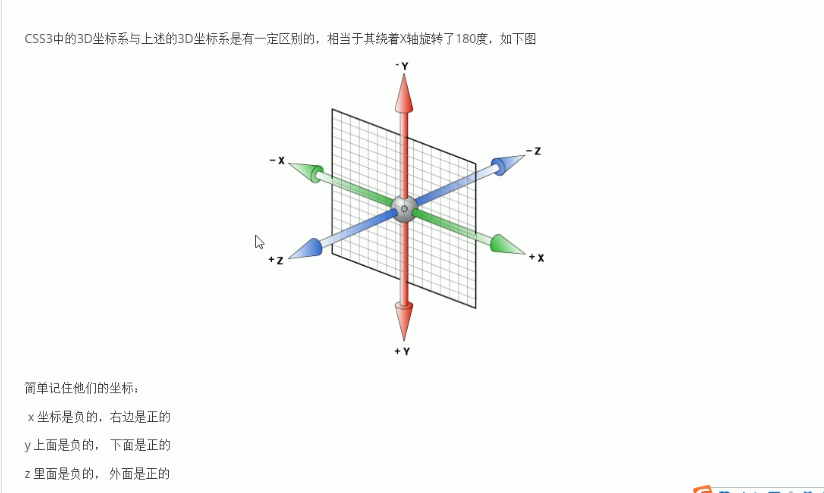 CSS3中的3D坐标系与上述的3D坐标系是有一定区别的，相当于其绕着X轴旋转了180度，如下图
- Y
- X
- Z
+ Z
+ X
+ Y
简单记住他们的坐标：
x 坐标是负的，右边是正的
y 上面是负的， 下面是正的
z 里面是负的， 外面是正的